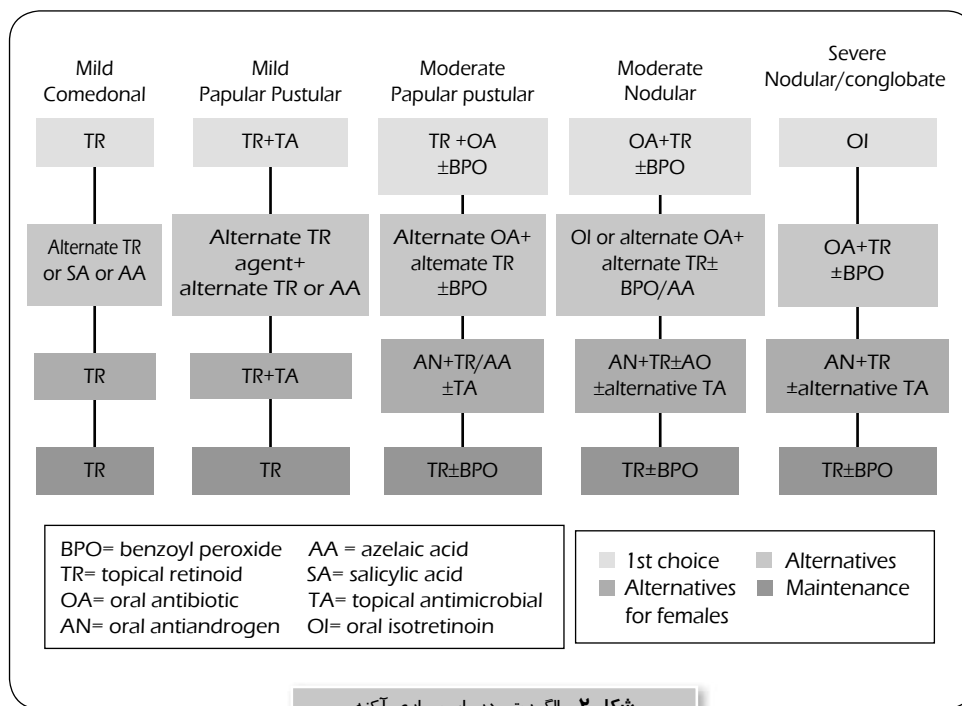 Mild
Comedonal
Mild
Papular Pustular
Moderate
Papular pustular
Moderate
Nodular
Severe
Nodular/conglobate
TR
TR+TA
TR +OA
±BPO
OA+TR
±BPO
OI
Alternate TR
or SA or AA
Alternate TR
agent+
alternate TR or AA
Alternate OA+
altemate TR
±BPO
OI or alternate OA+
alternate TR±
BPO/AA
OA+TR
±BPO
TR
TR+TA
AN+TR/AA
±TA
AN+TR±AO
±alternative TA
AN+TR
±alternative TA
TR
TR
TR±BPO
TR±BPO
TR±BPO
BPO= benzoyl peroxide
TR= topical retinoid
OA= oral antibiotic
AN= oral antiandrogen
AA = azelaic acid
SA= salicylic acid
TA= topical antimicrobial
OI= oral isotretinoin
1st choice
Alternatives
Alternatives
for females
Maintenance
شکل ۲